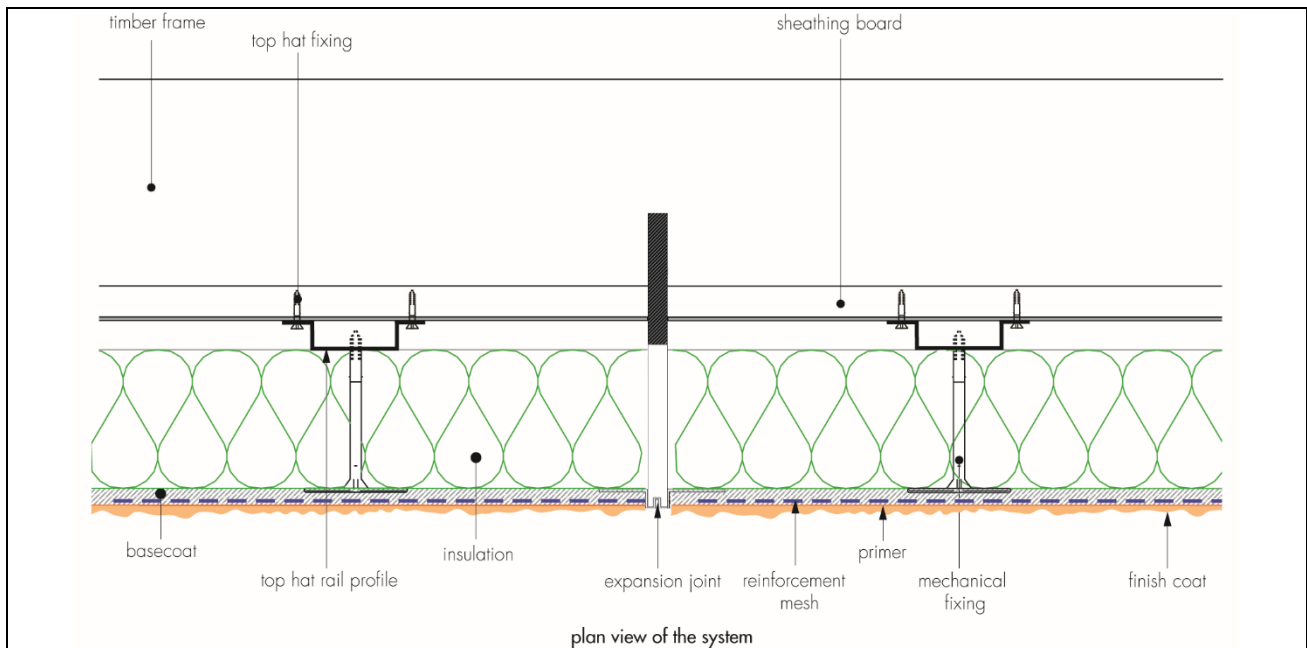 timber frame
top hat fixing
sheathing board
basecoat
top hat rail profile
insulation
expansion joint
reinforcement
mesh
primer
mechanical
fixing
finish coat
plan view of the system